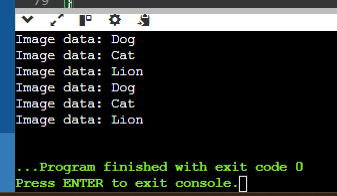 79 }
Image data: Dog
Image data: Cat
Image data: Lion
Image data: Dog
Image data: Cat
Image data: Lion
...Program finished with exit code 0
Press ENTER to exit console.